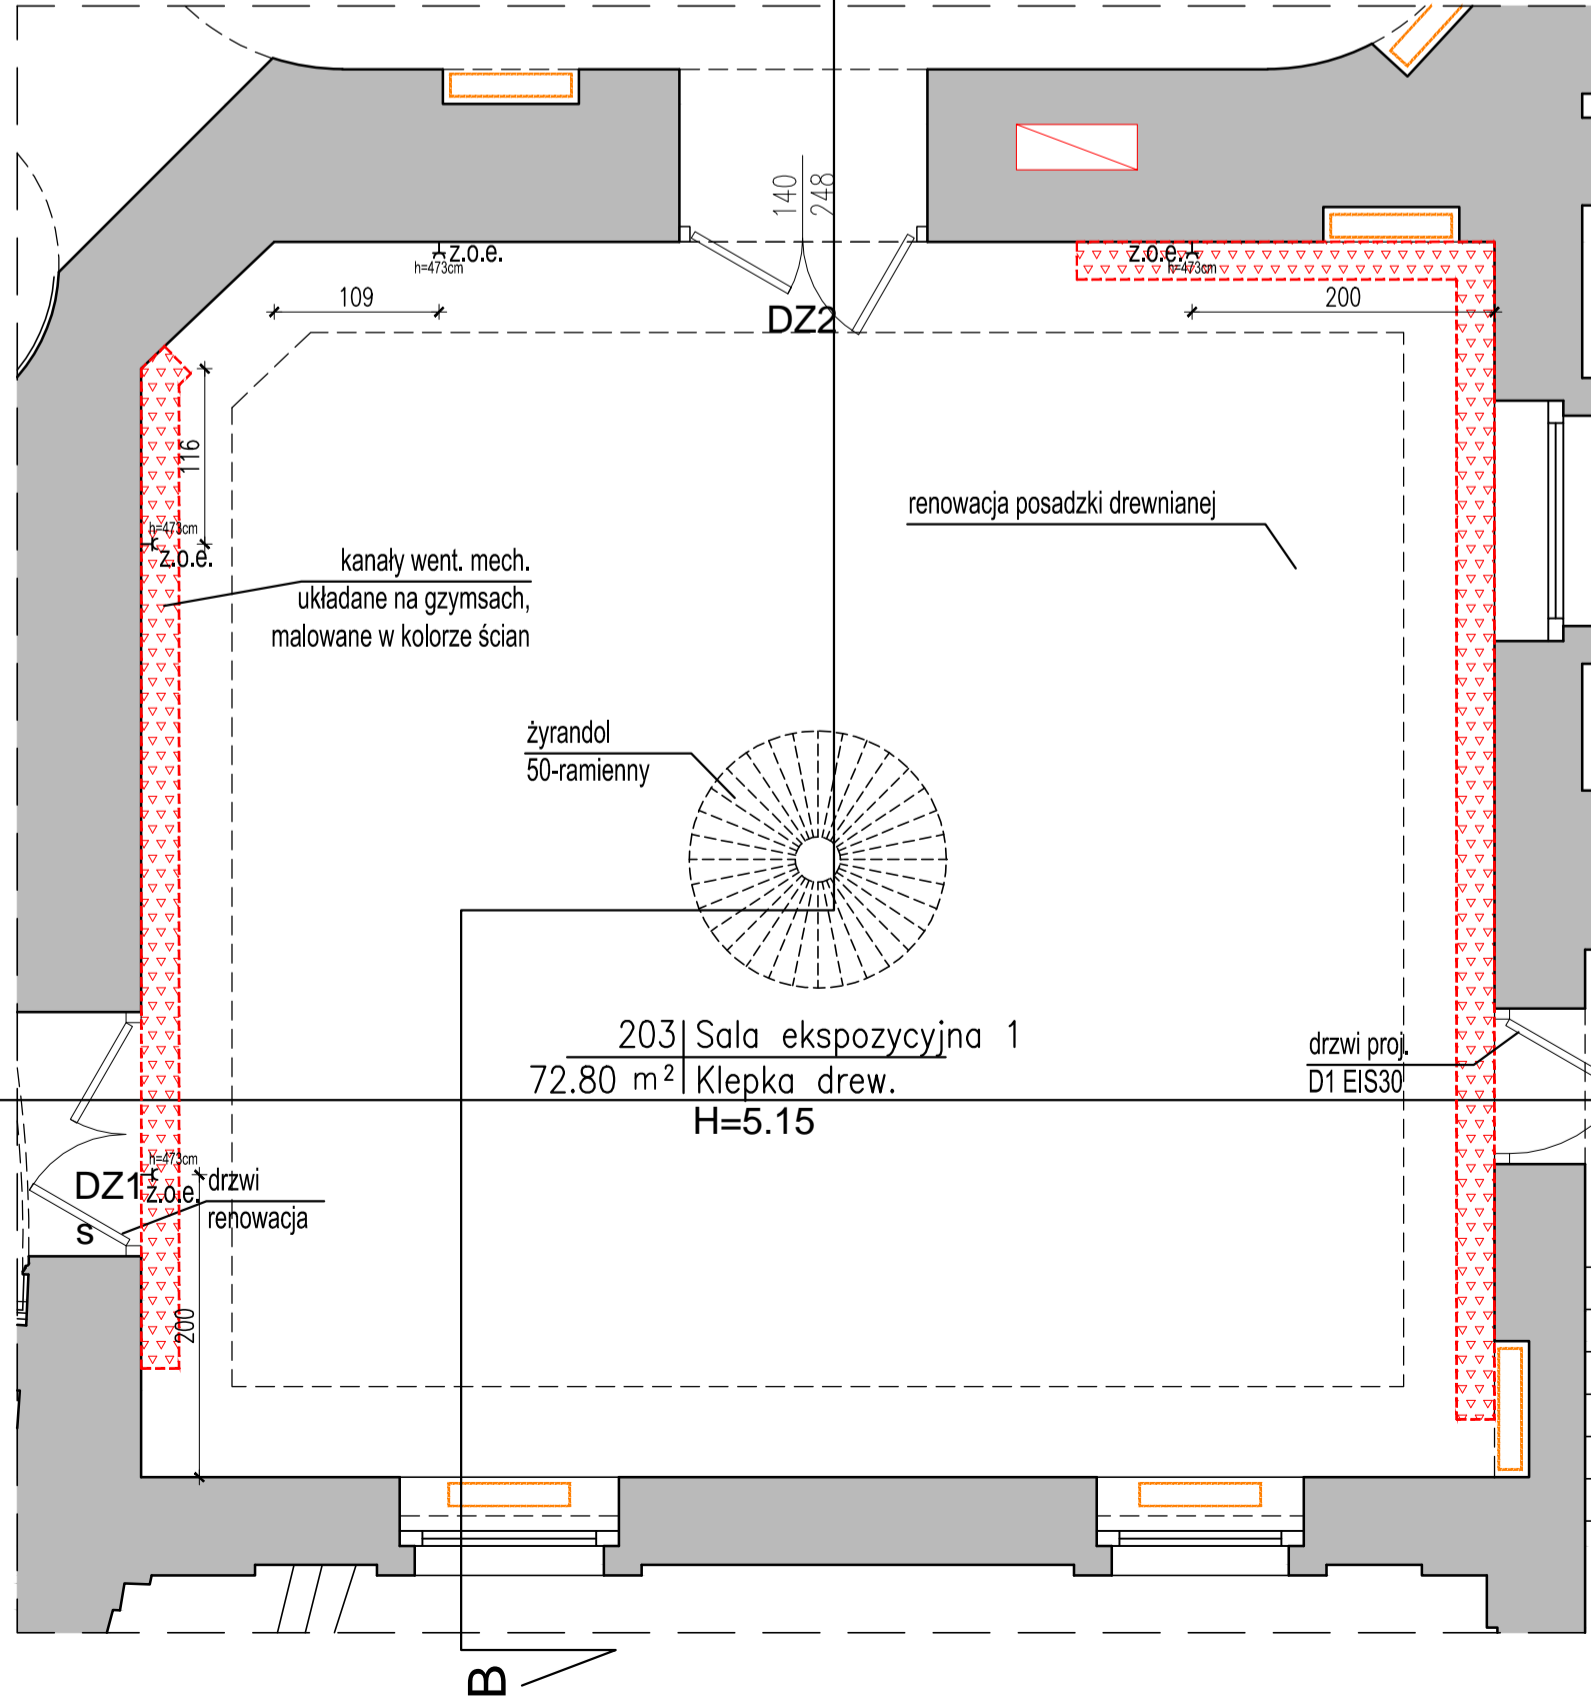 140
248
z.o.e.
h=473cm
z.o.e.
h=473cm
109
200
DZ2
116
h=473cm
z.o.e.
renowacja posadzki drewnianej
kanały went. mech.
układane na gzymsach,
malowane w kolorze ścian
żyrandol
50-ramienny
203 Sala ekspozycyjna 1
72.80 m² Klepka drew.
H=5.15
drzwi proj.
D1 EIS30
h=473cm
DZ1 z.o.e.
s
drzwi
renowacja
200
B